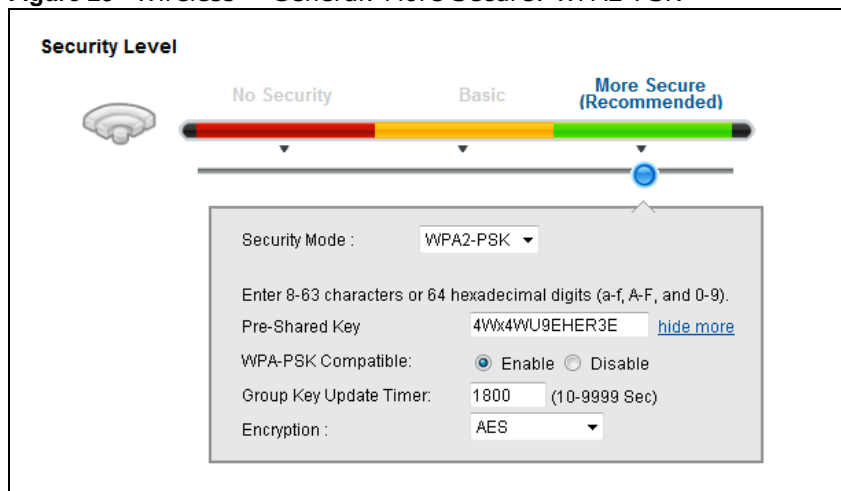 Security Level
No Security Basic More Secure
(Recommended)
Security Mode : WPA2-PSK
Enter 8-63 characters or 64 hexadecimal digits (a-f, A-F, and 0-9).
Pre-Shared Key 4Wx4WU9EHER3E hide more
WPA-PSK Compatible: Enable Disable
Group Key Update Timer: 1800 (10-9999 Sec)
Encryption : AES